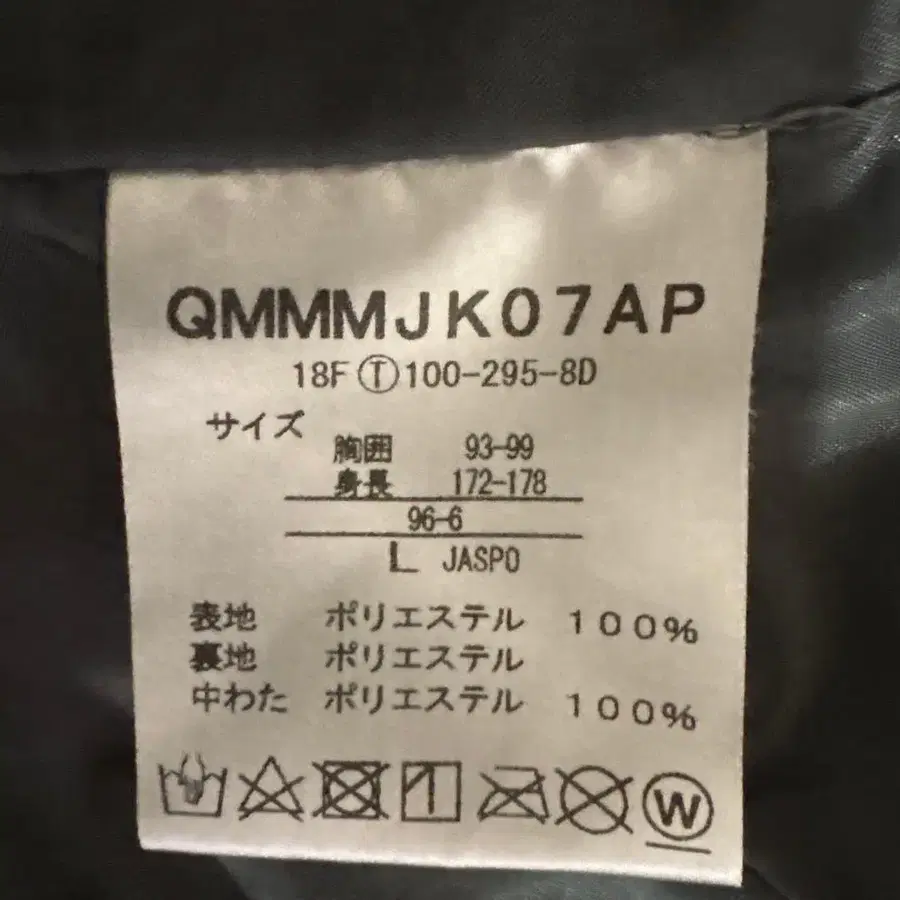 QMMMJK07AP
18F Ⓣ 100-295-8D
サイズ
胸囲 93-99
身長 172-178
96-6
L JASPO
表地 ポリエステル 100%
裏地 ポリエステル
中わた ポリエステル 100%
W